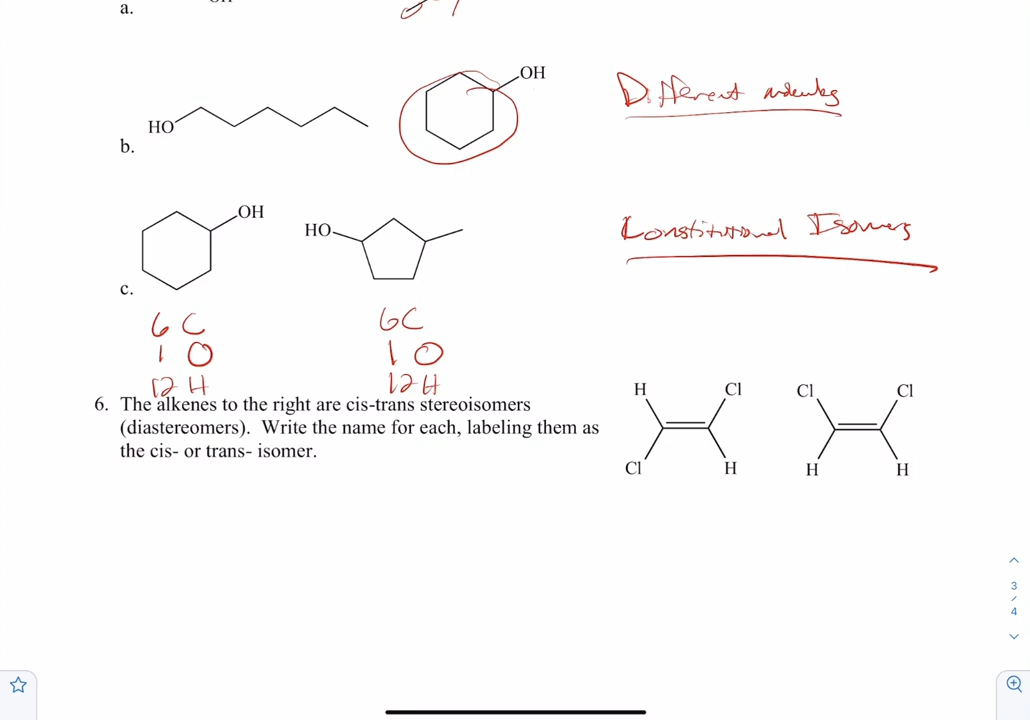 a.
OH
Different
HO
b.
OH
Constitutional Isomers
HO
c.
6 C
6C
1 O
1 O
12 H
12 H
6. The alkenes to the right are cis-trans stereoisomers
(diastereomers). Write the name for each, labeling them as
the cis- or trans- isomer.
H
Cl
Cl
Cl
Cl
H
H
H
3
/
4